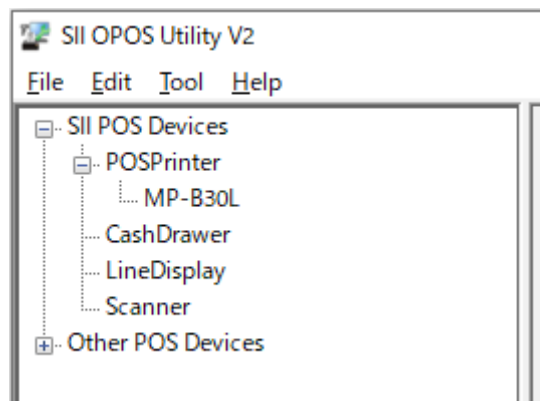 SII OPOS Utility V2
File Edit Tool Help
SII POS Devices
POSPrinter
MP-B30L
CashDrawer
LineDisplay
Scanner
Other POS Devices